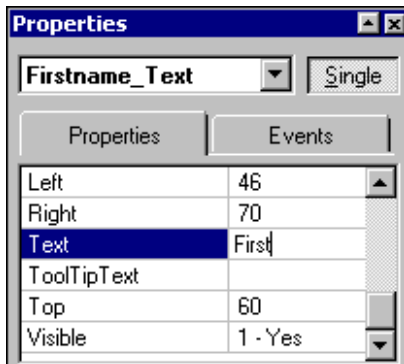 Properties
Firstname_Text Single
Properties Events
Left 46
Right 70
Text First
ToolTipText
Top 60
Visible 1 - Yes